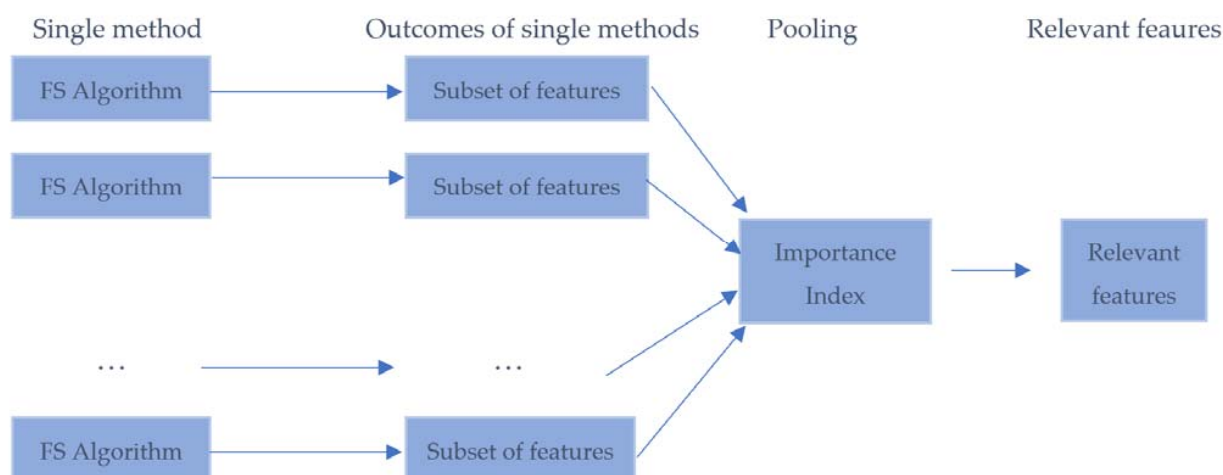 Single method
Outcomes of single methods
Pooling
Relevant feaures
FS Algorithm
Subset of features
FS Algorithm
Subset of features
Importance
Index
Relevant
features
...
...
FS Algorithm
Subset of features